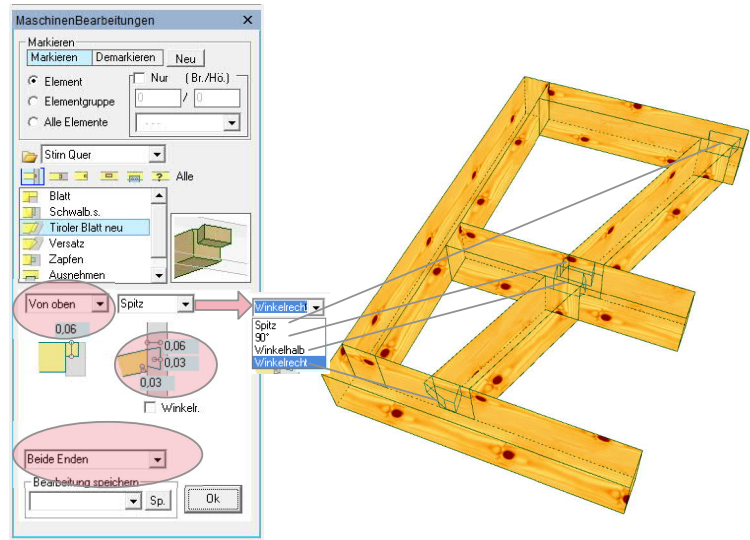 MaschinenBearbeitungen
Markieren
Markieren Demarkieren Neu
Element Nur (Br./Hö.)
Elementgruppe 0 / 0
Alle Elemente ---
Stirn Quer
? Alle
Blatt
Schwalb.s.
Tiroler Blatt neu
Versatz
Zapfen
Ausnehmen
Von oben Spitz Winkelrecht
Spitz
90°
Winkelhalb
Winkelrecht
0,06
0,06
0,03
0,03
Winkelr.
Beide Enden
Bearbeitung speichern
Sp. Ok